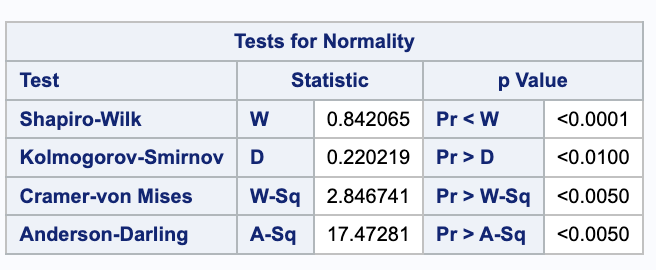 Tests for Normality
Test Statistic p Value
Shapiro-Wilk W 0.842065 Pr < W <0.0001
Kolmogorov-Smirnov D 0.220219 Pr > D <0.0100
Cramer-von Mises W-Sq 2.846741 Pr > W-Sq <0.0050
Anderson-Darling A-Sq 17.47281 Pr > A-Sq <0.0050